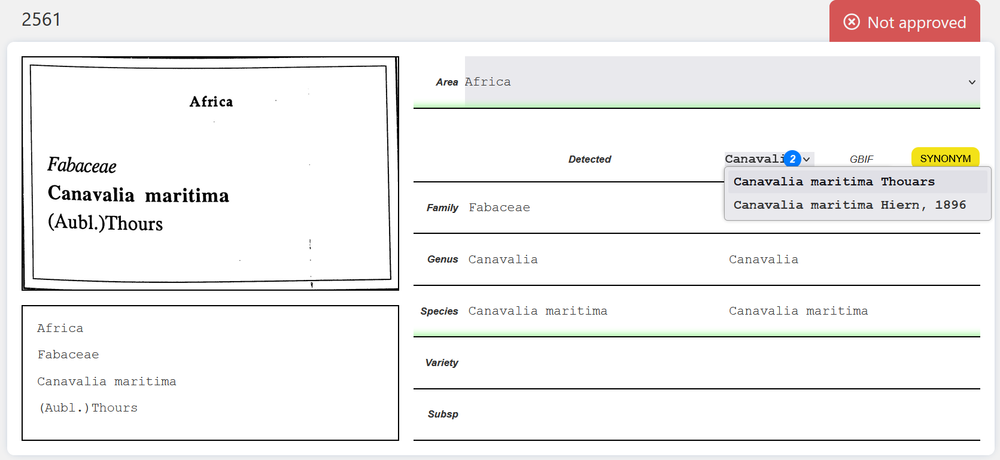 2561
Not approved
Africa
Fabaceae
Canavalia maritima
(Aubl.)Thours
Africa
Fabaceae
Canavalia maritima
(Aubl.)Thours
Area Africa
Detected Canavali 2 GBIF SYNONYM
Canavalia maritima Thouars
Canavalia maritima Hiern, 1896
Family Fabaceae
Genus Canavalia Canavalia
Species Canavalia maritima Canavalia maritima
Variety
Subsp